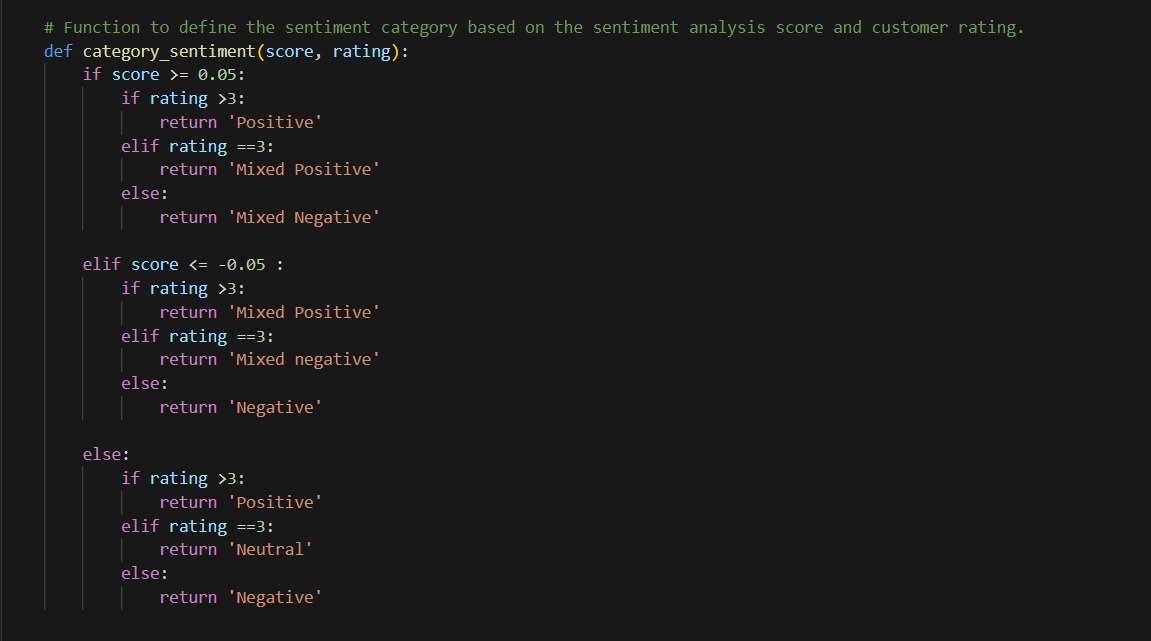 # Function to define the sentiment category based on the sentiment analysis score and customer rating.
def category_sentiment(score, rating):
    if score >= 0.05:
        if rating >3:
            return 'Positive'
        elif rating ==3:
            return 'Mixed Positive'
        else:
            return 'Mixed Negative'

    elif score <= -0.05 :
        if rating >3:
            return 'Mixed Positive'
        elif rating ==3:
            return 'Mixed negative'
        else:
            return 'Negative'

    else:
        if rating >3:
            return 'Positive'
        elif rating ==3:
            return 'Neutral'
        else:
            return 'Negative'